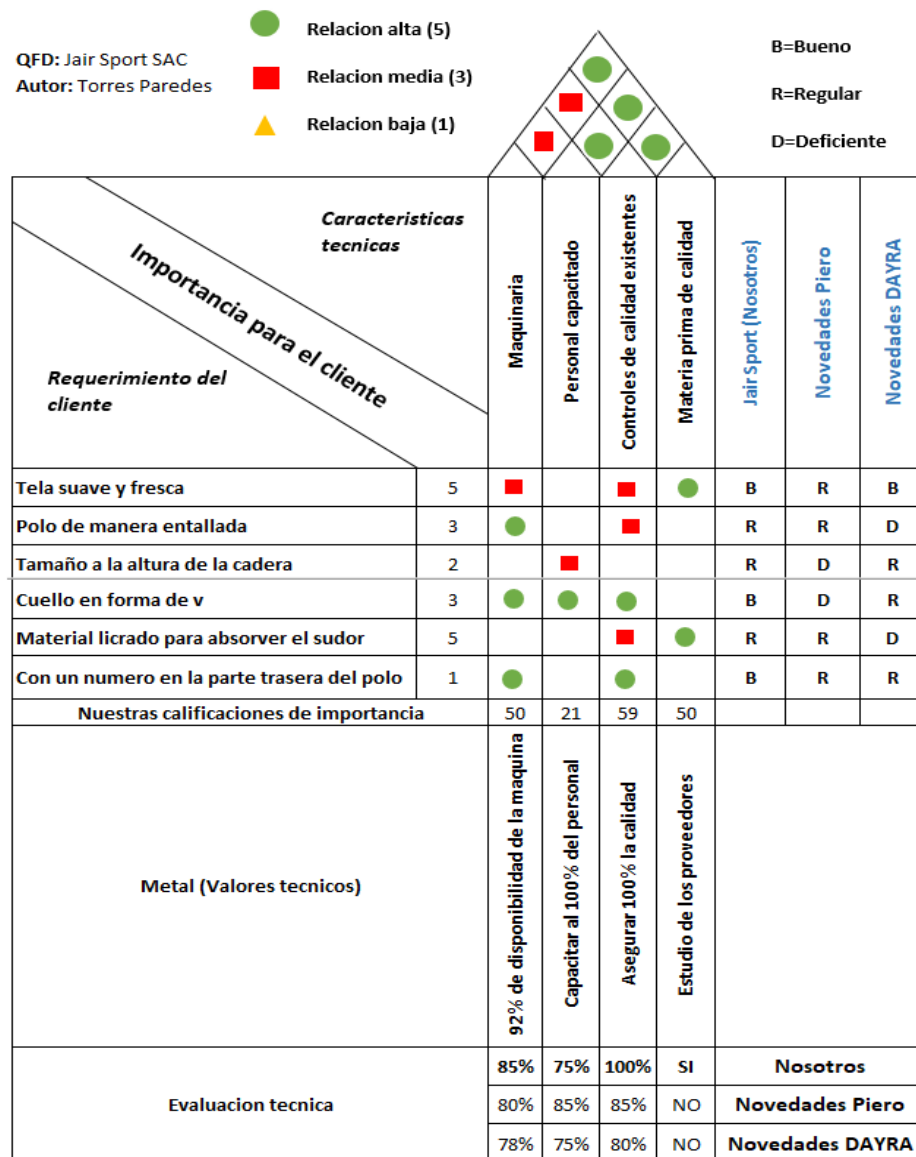 QFD: Jair Sport SAC
Autor: Torres Paredes
Relacion alta (5)
Relacion media (3)
Relacion baja (1)
B=Bueno
R=Regular
D=Deficiente
Caracteristicas
tecnicas
Importancia para el cliente
Requerimiento del
cliente
Maquinaria
Personal capacitado
Controles de calidad existentes
Materia prima de calidad
Jair Sport (Nosotros)
Novedades Piero
Novedades DAYRA
Tela suave y fresca 5 B R B
Polo de manera entallada 3 R R D
Tamaño a la altura de la cadera 2 R D R
Cuello en forma de v 3 B D R
Material licrado para absorver el sudor 5 R R D
Con un numero en la parte trasera del polo 1 B R R
Nuestras calificaciones de importancia 50 21 59 50
Metal (Valores tecnicos)
92% de disponibilidad de la maquina
Capacitar al 100% del personal
Asegurar 100% la calidad
Estudio de los proveedores
Evaluacion tecnica
85% 75% 100% SI Nosotros
80% 85% 85% NO Novedades Piero
78% 75% 80% NO Novedades DAYRA